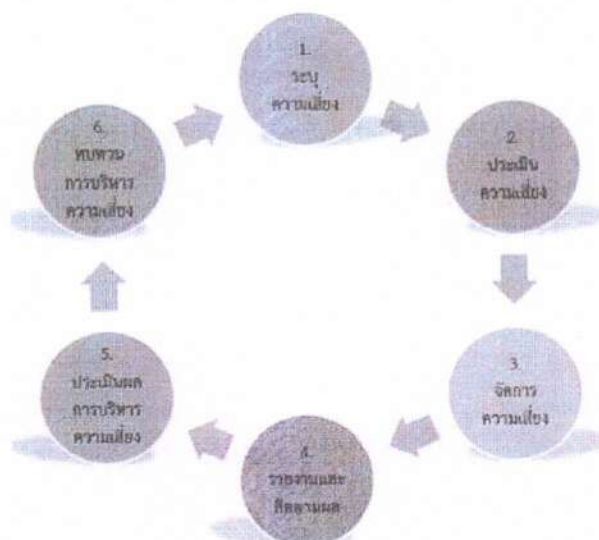 1.
ระบุ
ความเสี่ยง
2.
ประเมิน
ความเสี่ยง
3.
จัดการ
ความเสี่ยง
4.
รายงานและ
ติดตามผล
5.
ประเมินผล
การบริหาร
ความเสี่ยง
6.
ทบทวน
การบริหาร
ความเสี่ยง